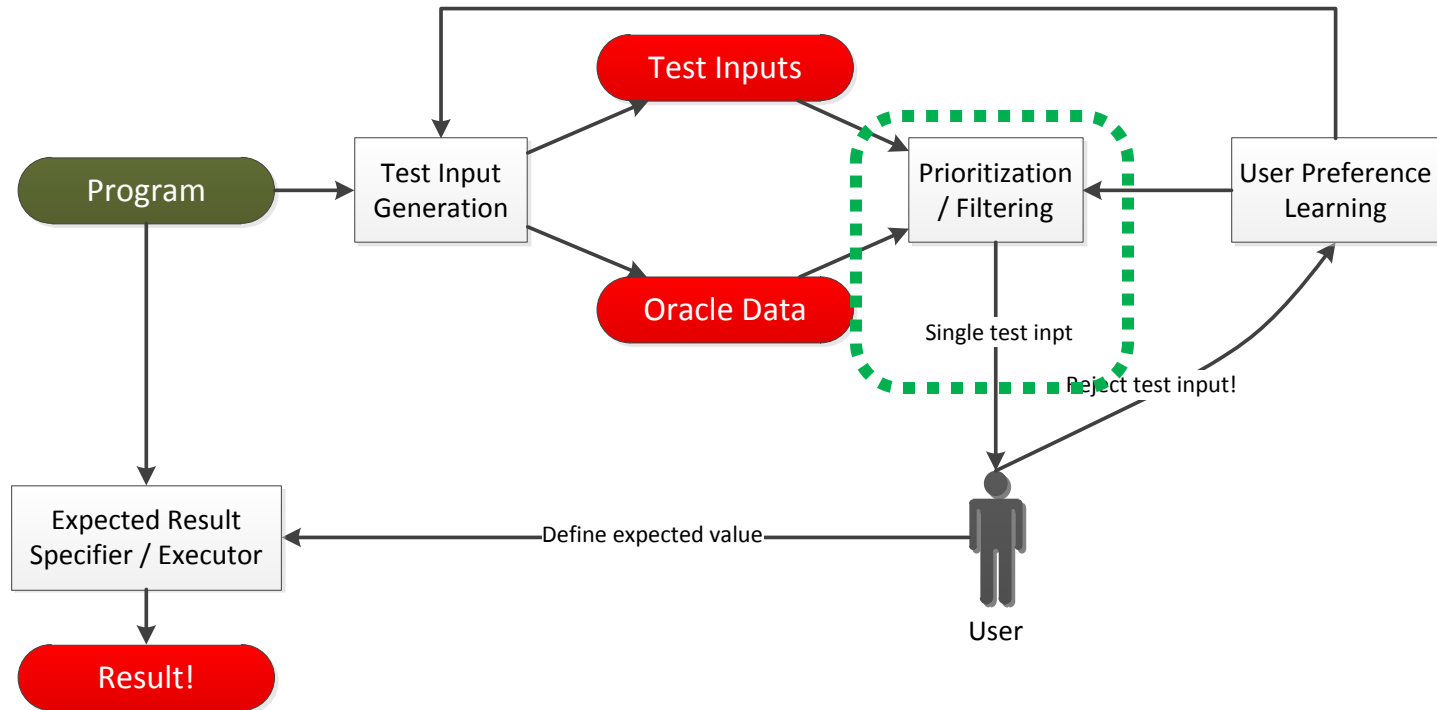 Test Inputs
Program
Test Input
Generation
Prioritization
/ Filtering
User Preference
Learning
Oracle Data
Single test inpt
Reject test input!
Expected Result
Specifier / Executor
Define expected value
User
Result!